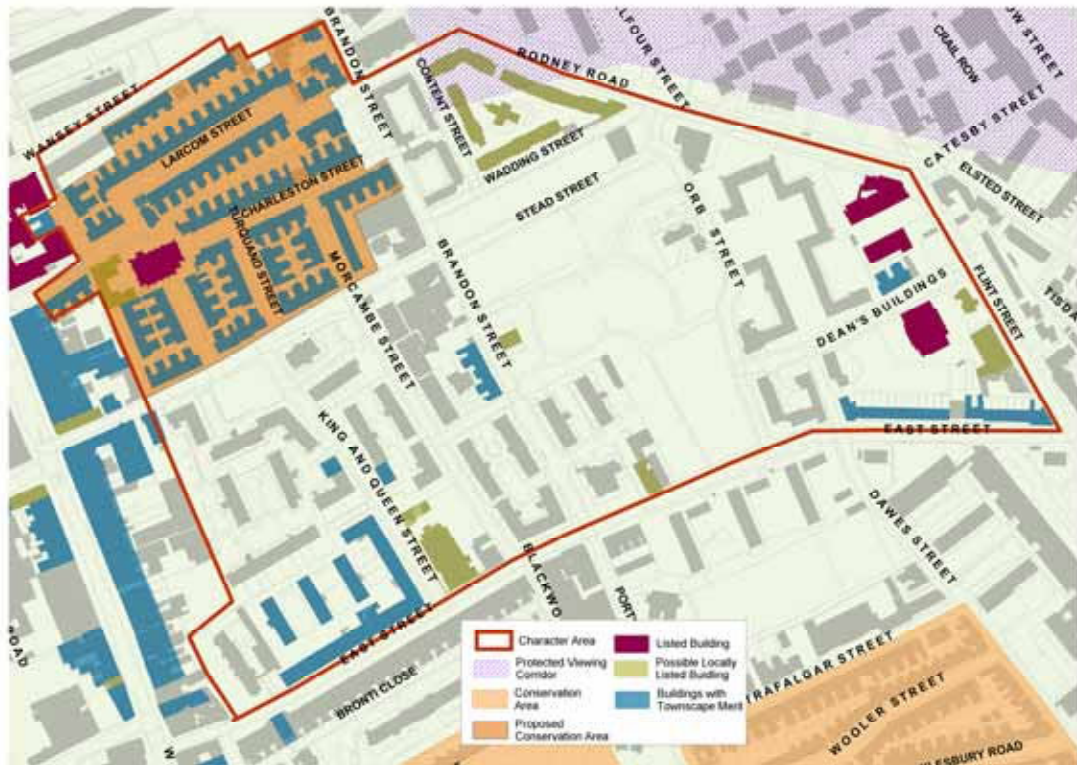 WANSEY STREET
LARCOM STREET
CHARLESTON STREET
TURQUAND STREET
MORCAMBE STREET
BRANDON STREET
CONTENT STREET
RODNEY ROAD
WADDING STREET
STEAD STREET
BRANDON STREET
ORB STREET
CRAIL ROW
CATESBY STREET
ELSTED STREET
FLINT STREET
DEAN'S BUILDINGS
EAST STREET
DAWES STREET
KING AND QUEEN STREET
EAST STREET
BRONTI CLOSE
TRAFALGAR STREET
WOOLER STREET
ROAD
Character Area
Protected Viewing
Corridor
Conservation
Area
Proposed
Conservation Area
Listed Building
Possible Locally
Listed Building
Buildings with
Townscape Merit